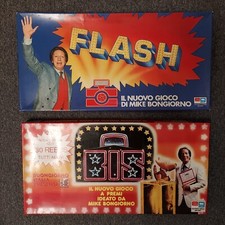 FLASH
IL NUOVO GIOCO
DI MIKE BONGIORNO
BIS
IL NUOVO GIOCO
A PREMI
IDEATO DA
MIKE BONGIORNO